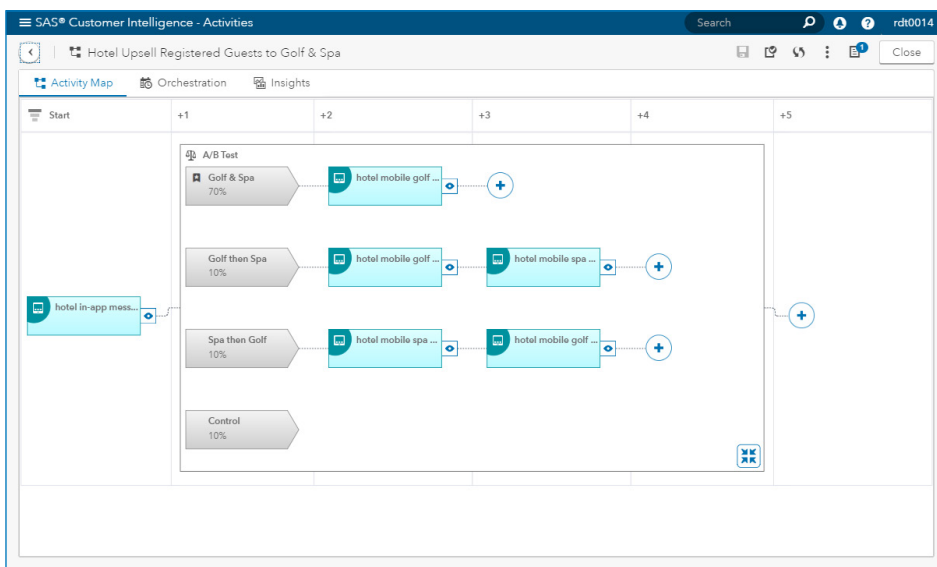 SAS® Customer Intelligence - Activities
Search
rdt0014
Hotel Upsell Registered Guests to Golf & Spa
1
Close
Activity Map
Orchestration
Insights
Start
+1
+2
+3
+4
+5
A/B Test
Golf & Spa
70%
hotel mobile golf ...
Golf then Spa
10%
hotel mobile golf ...
hotel mobile spa ...
hotel in-app mess...
Spa then Golf
10%
hotel mobile spa ...
hotel mobile golf ...
Control
10%